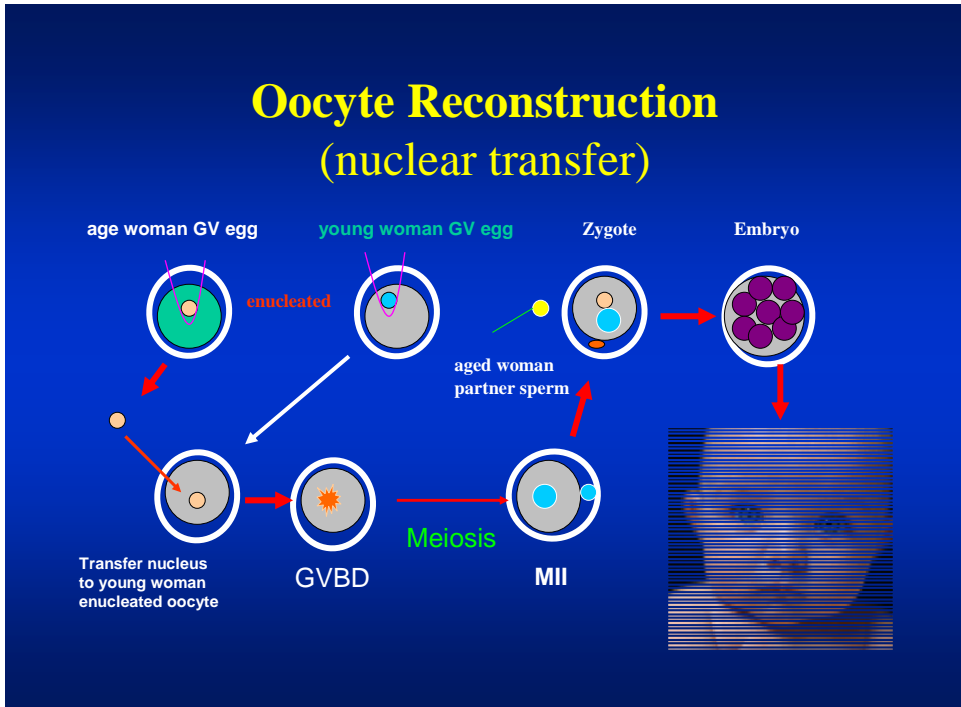 Oocyte Reconstruction
(nuclear transfer)
age woman GV egg
young woman GV egg
Zygote
Embryo
enucleated
aged woman
partner sperm
Transfer nucleus
to young woman
enucleated oocyte
GVBD
Meiosis
MII